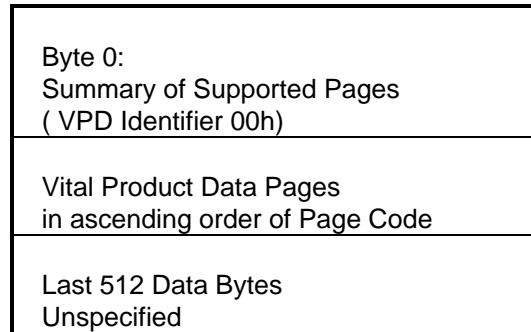 Byte 0:
Summary of Supported Pages
( VPD Identifier 00h)
Vital Product Data Pages
in ascending order of Page Code
Last 512 Data Bytes
Unspecified